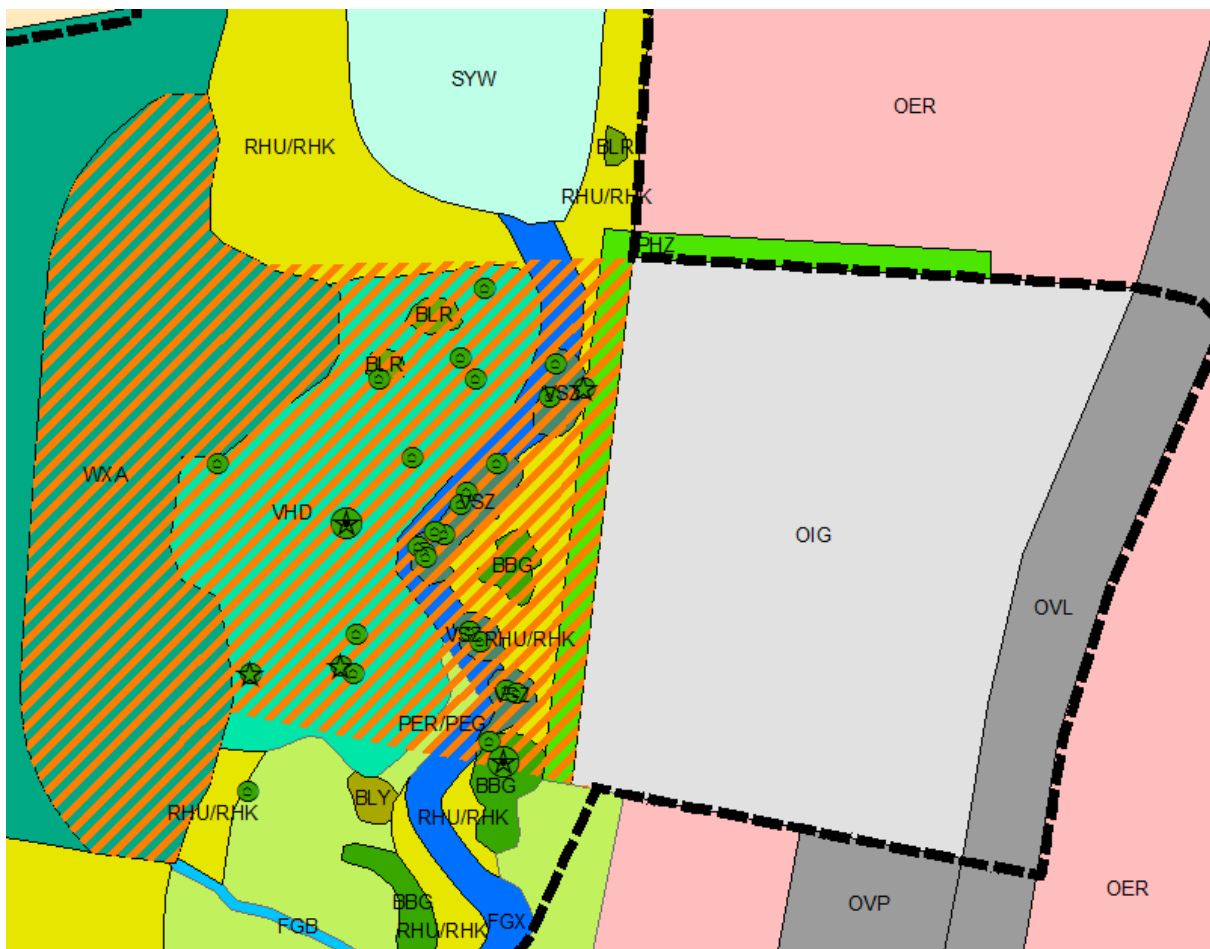 SYW
OER
RHU/RHK
BLR
RHU/RHK
PHZ
BLR
BLR
VSZ
WXA
VHD
VSZ
OIG
BBG
OVL
VSZ
RHU/RHK
VSZ
PER/PEG
BBG
BLY
RHU/RHK
RHU/RHK
OER
BBG
OVP
FGB
RHU/RHK
FGX